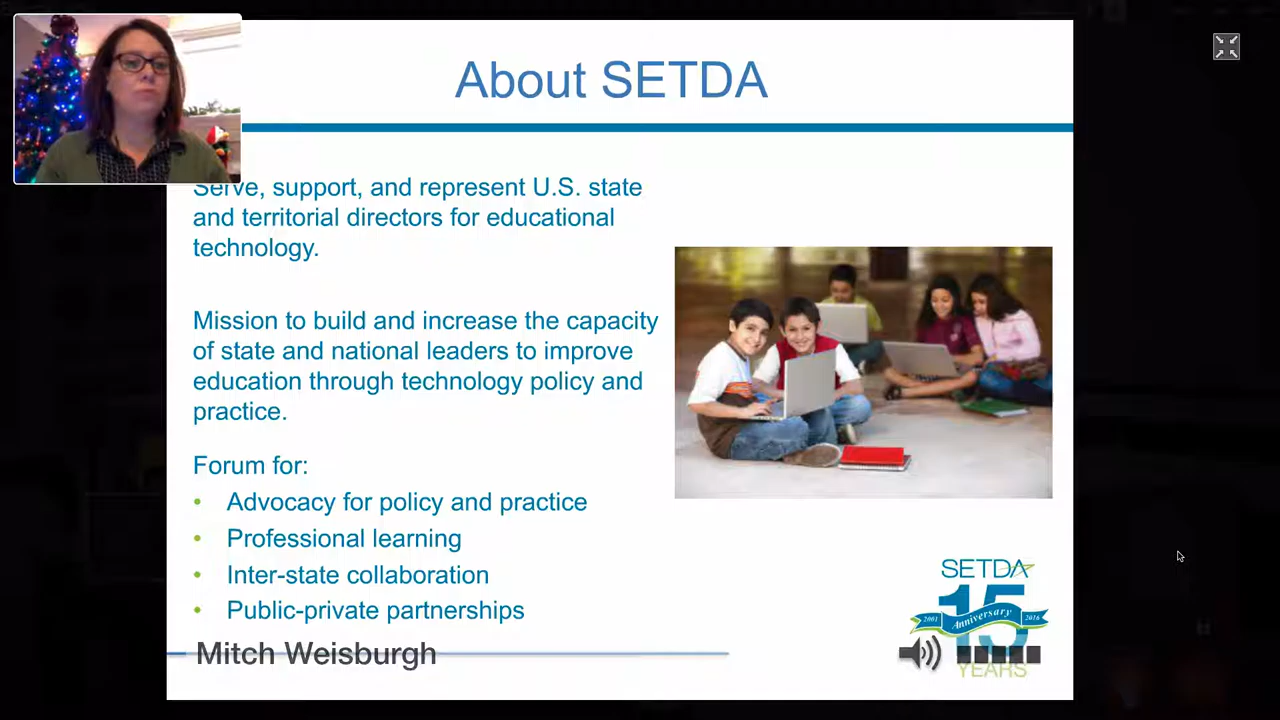 About SETDA
Serve, support, and represent U.S. state
and territorial directors for educational
technology.
Mission to build and increase the capacity
of state and national leaders to improve
education through technology policy and
practice.
Forum for:
• Advocacy for policy and practice
• Professional learning
• Inter-state collaboration
• Public-private partnerships
Mitch Weisburgh
SETDA
15
2001 Anniversary 2016
YEARS